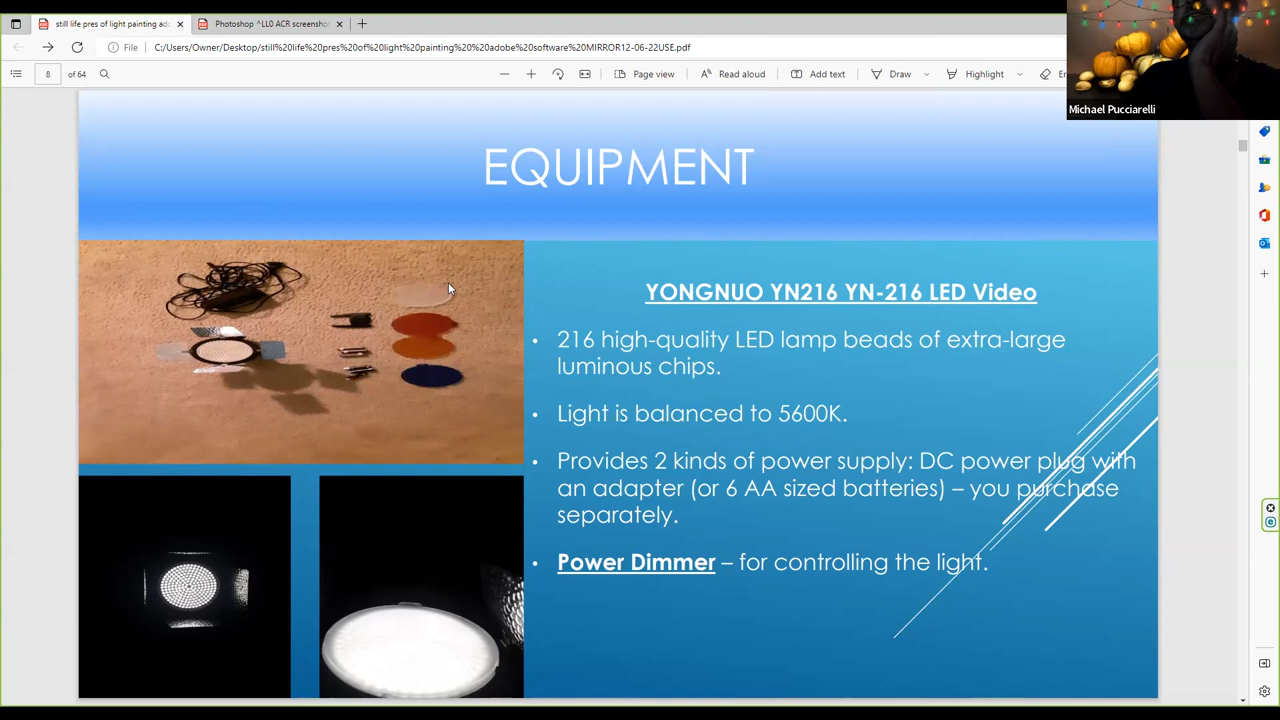 still life pres of light painting ado
Photoshop ^LL0 ACR screenshot
File
C:/Users/Owner/Desktop/still%20life%20pres%20of%20light%20painting%20%20adobe%20software%20MIRROR12-06-22USE.pdf
8
of 64
Page view
Read aloud
Add text
Draw
Highlight
Michael Pucciarelli
EQUIPMENT
YONGNUO YN216 YN-216 LED Video
• 216 high-quality LED lamp beads of extra-large
luminous chips.
• Light is balanced to 5600K.
• Provides 2 kinds of power supply: DC power plug with
an adapter (or 6 AA sized batteries) – you purchase
separately.
• Power Dimmer – for controlling the light.